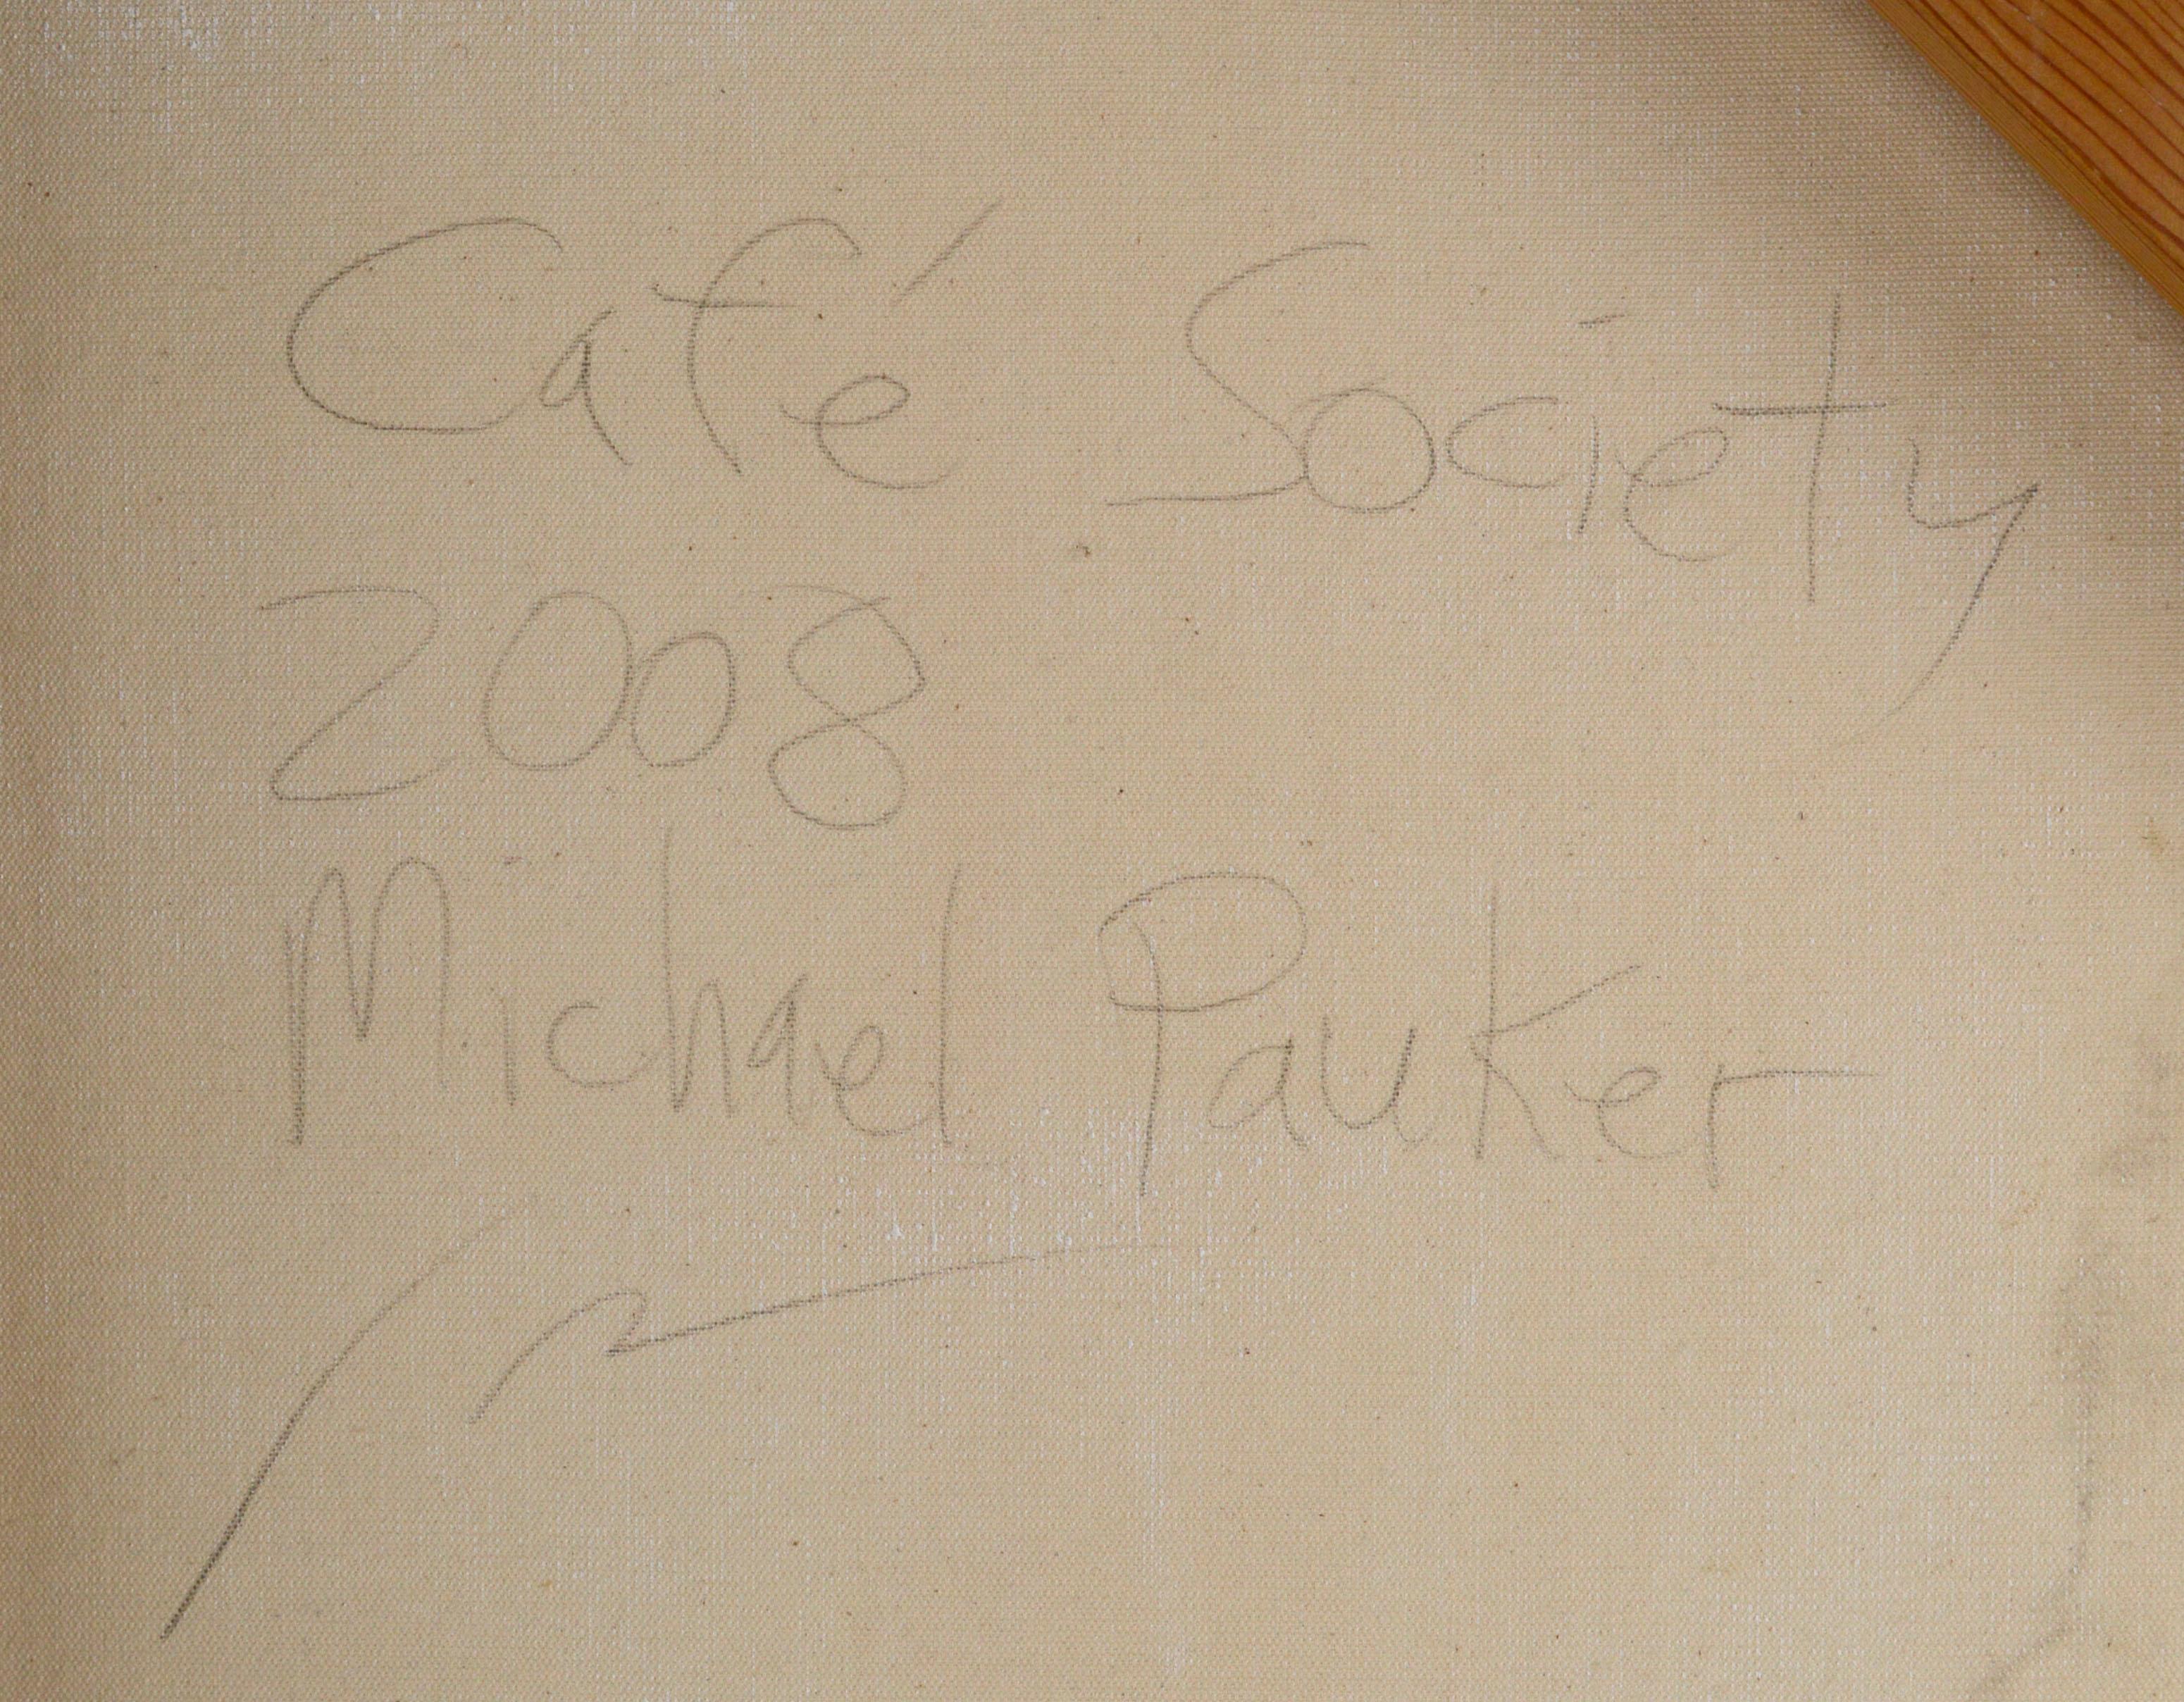 Café Society
2008
Michael Pauker